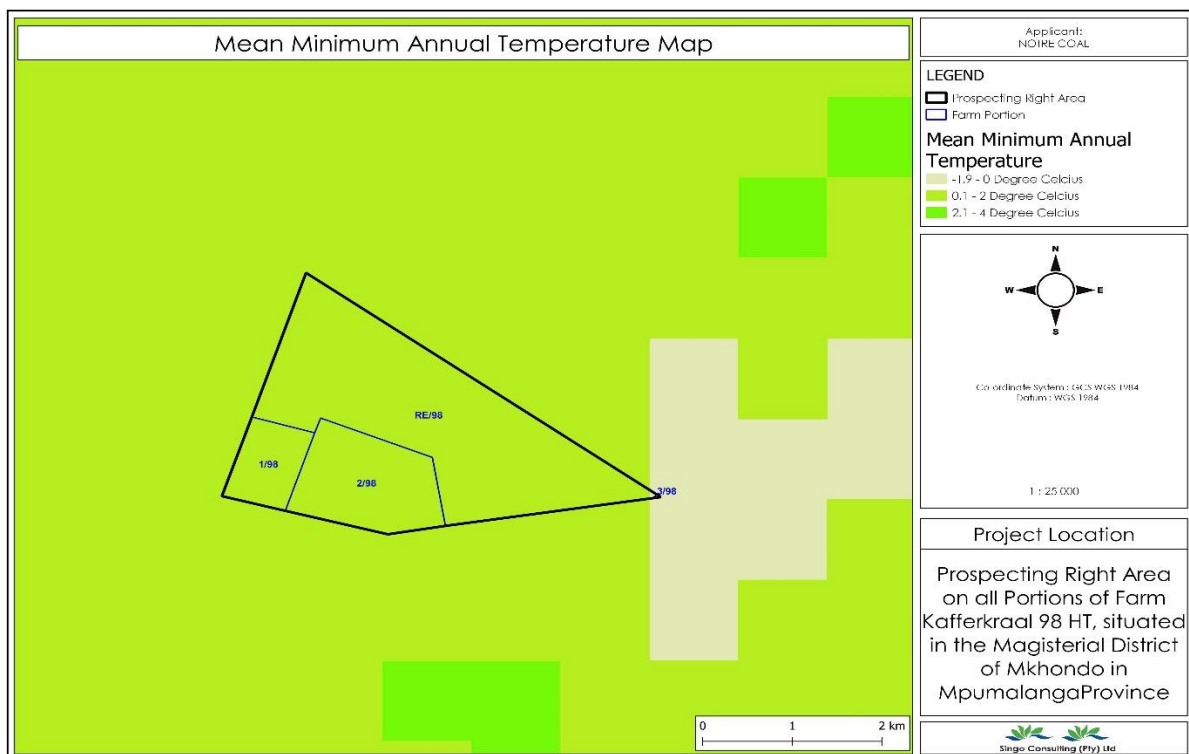 Mean Minimum Annual Temperature Map
RE/98
1/98
2/98
3/98
0 1 2 km
Applicant:
NOIRE COAL
LEGEND
Prospecting Right Area
Farm Portion
Mean Minimum Annual
Temperature
-1.9 - 0 Degree Celcius
0.1 - 2 Degree Celcius
2.1 - 4 Degree Celcius
N
W E
S
Co ordinate System : GCS WGS 1984
Datum : WGS 1984
1 : 25 000
Project Location
Prospecting Right Area
on all Portions of Farm
Kafferkraal 98 HT, situated
in the Magisterial District
of Mkhondo in
MpumalangaProvince
Singo Consulting (Pty) Ltd